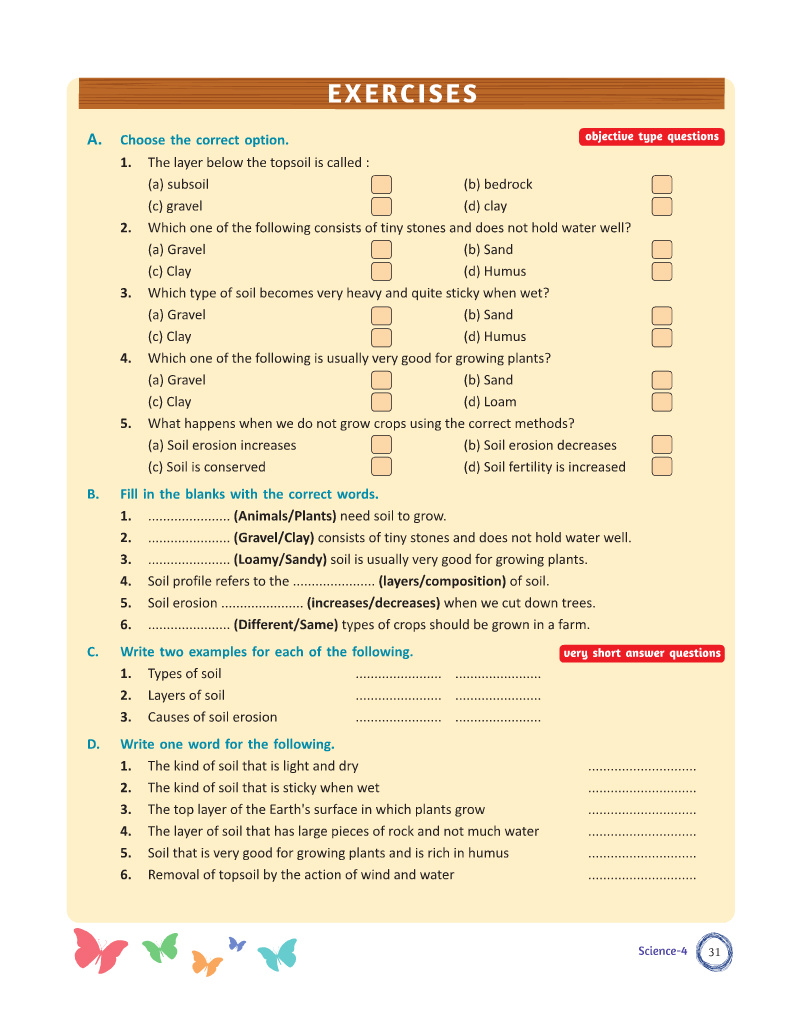 EXERCISES
A. Choose the correct option. objective type questions
1. The layer below the topsoil is called :
(a) subsoil (b) bedrock
(c) gravel (d) clay
2. Which one of the following consists of tiny stones and does not hold water well?
(a) Gravel (b) Sand
(c) Clay (d) Humus
3. Which type of soil becomes very heavy and quite sticky when wet?
(a) Gravel (b) Sand
(c) Clay (d) Humus
4. Which one of the following is usually very good for growing plants?
(a) Gravel (b) Sand
(c) Clay (d) Loam
5. What happens when we do not grow crops using the correct methods?
(a) Soil erosion increases (b) Soil erosion decreases
(c) Soil is conserved (d) Soil fertility is increased
B. Fill in the blanks with the correct words.
1. ...................... (Animals/Plants) need soil to grow.
2. ...................... (Gravel/Clay) consists of tiny stones and does not hold water well.
3. ...................... (Loamy/Sandy) soil is usually very good for growing plants.
4. Soil profile refers to the ...................... (layers/composition) of soil.
5. Soil erosion ...................... (increases/decreases) when we cut down trees.
6. ...................... (Different/Same) types of crops should be grown in a farm.
C. Write two examples for each of the following. very short answer questions
1. Types of soil ....................... .......................
2. Layers of soil ....................... .......................
3. Causes of soil erosion ....................... .......................
D. Write one word for the following.
1. The kind of soil that is light and dry ............................
2. The kind of soil that is sticky when wet ............................
3. The top layer of the Earth's surface in which plants grow ............................
4. The layer of soil that has large pieces of rock and not much water ............................
5. Soil that is very good for growing plants and is rich in humus ............................
6. Removal of topsoil by the action of wind and water ............................
Science-4 31